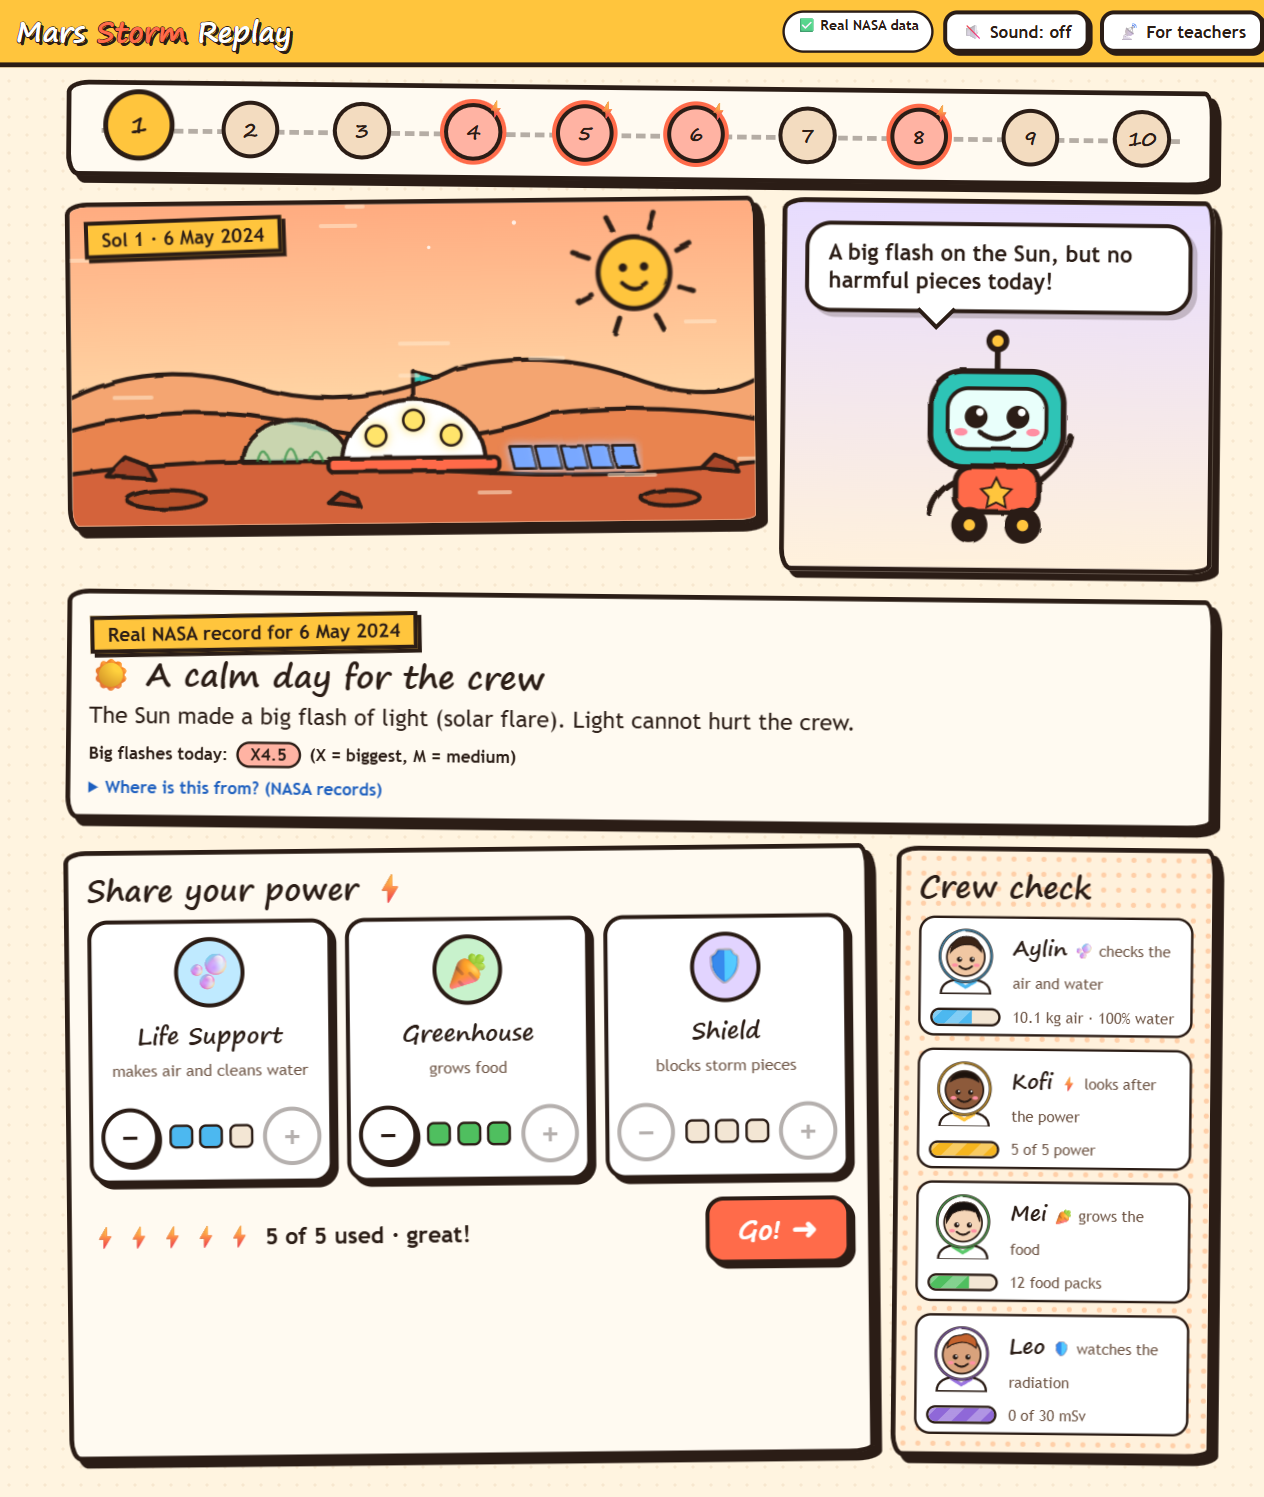 Mars Storm Replay
✅ Real NASA data
🔇 Sound: off
📡 For teachers
1 2 3 4 5 6 7 8 9 10
Sol 1 · 6 May 2024
A big flash on the Sun, but no
harmful pieces today!
Real NASA record for 6 May 2024
A calm day for the crew
The Sun made a big flash of light (solar flare). Light cannot hurt the crew.
Big flashes today: X4.5 (X = biggest, M = medium)
▶ Where is this from? (NASA records)
Share your power ⚡
Life Support
makes air and cleans water
− +
Greenhouse
grows food
− +
Shield
blocks storm pieces
− +
5 of 5 used · great!
Go! ➜
Crew check
Aylin 🫧 checks the
air and water
10.1 kg air · 100% water
Kofi ⚡ looks after
the power
5 of 5 power
Mei 🥕 grows the
food
12 food packs
Leo 🛡️ watches the
radiation
0 of 30 mSv